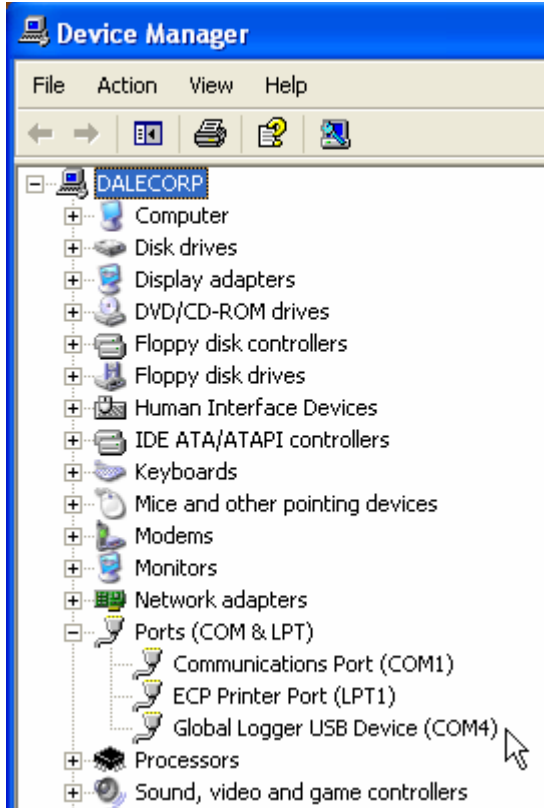 Device Manager
File Action View Help
DALECORP
Computer
Disk drives
Display adapters
DVD/CD-ROM drives
Floppy disk controllers
Floppy disk drives
Human Interface Devices
IDE ATA/ATAPI controllers
Keyboards
Mice and other pointing devices
Modems
Monitors
Network adapters
Ports (COM & LPT)
Communications Port (COM1)
ECP Printer Port (LPT1)
Global Logger USB Device (COM4)
Processors
Sound, video and game controllers